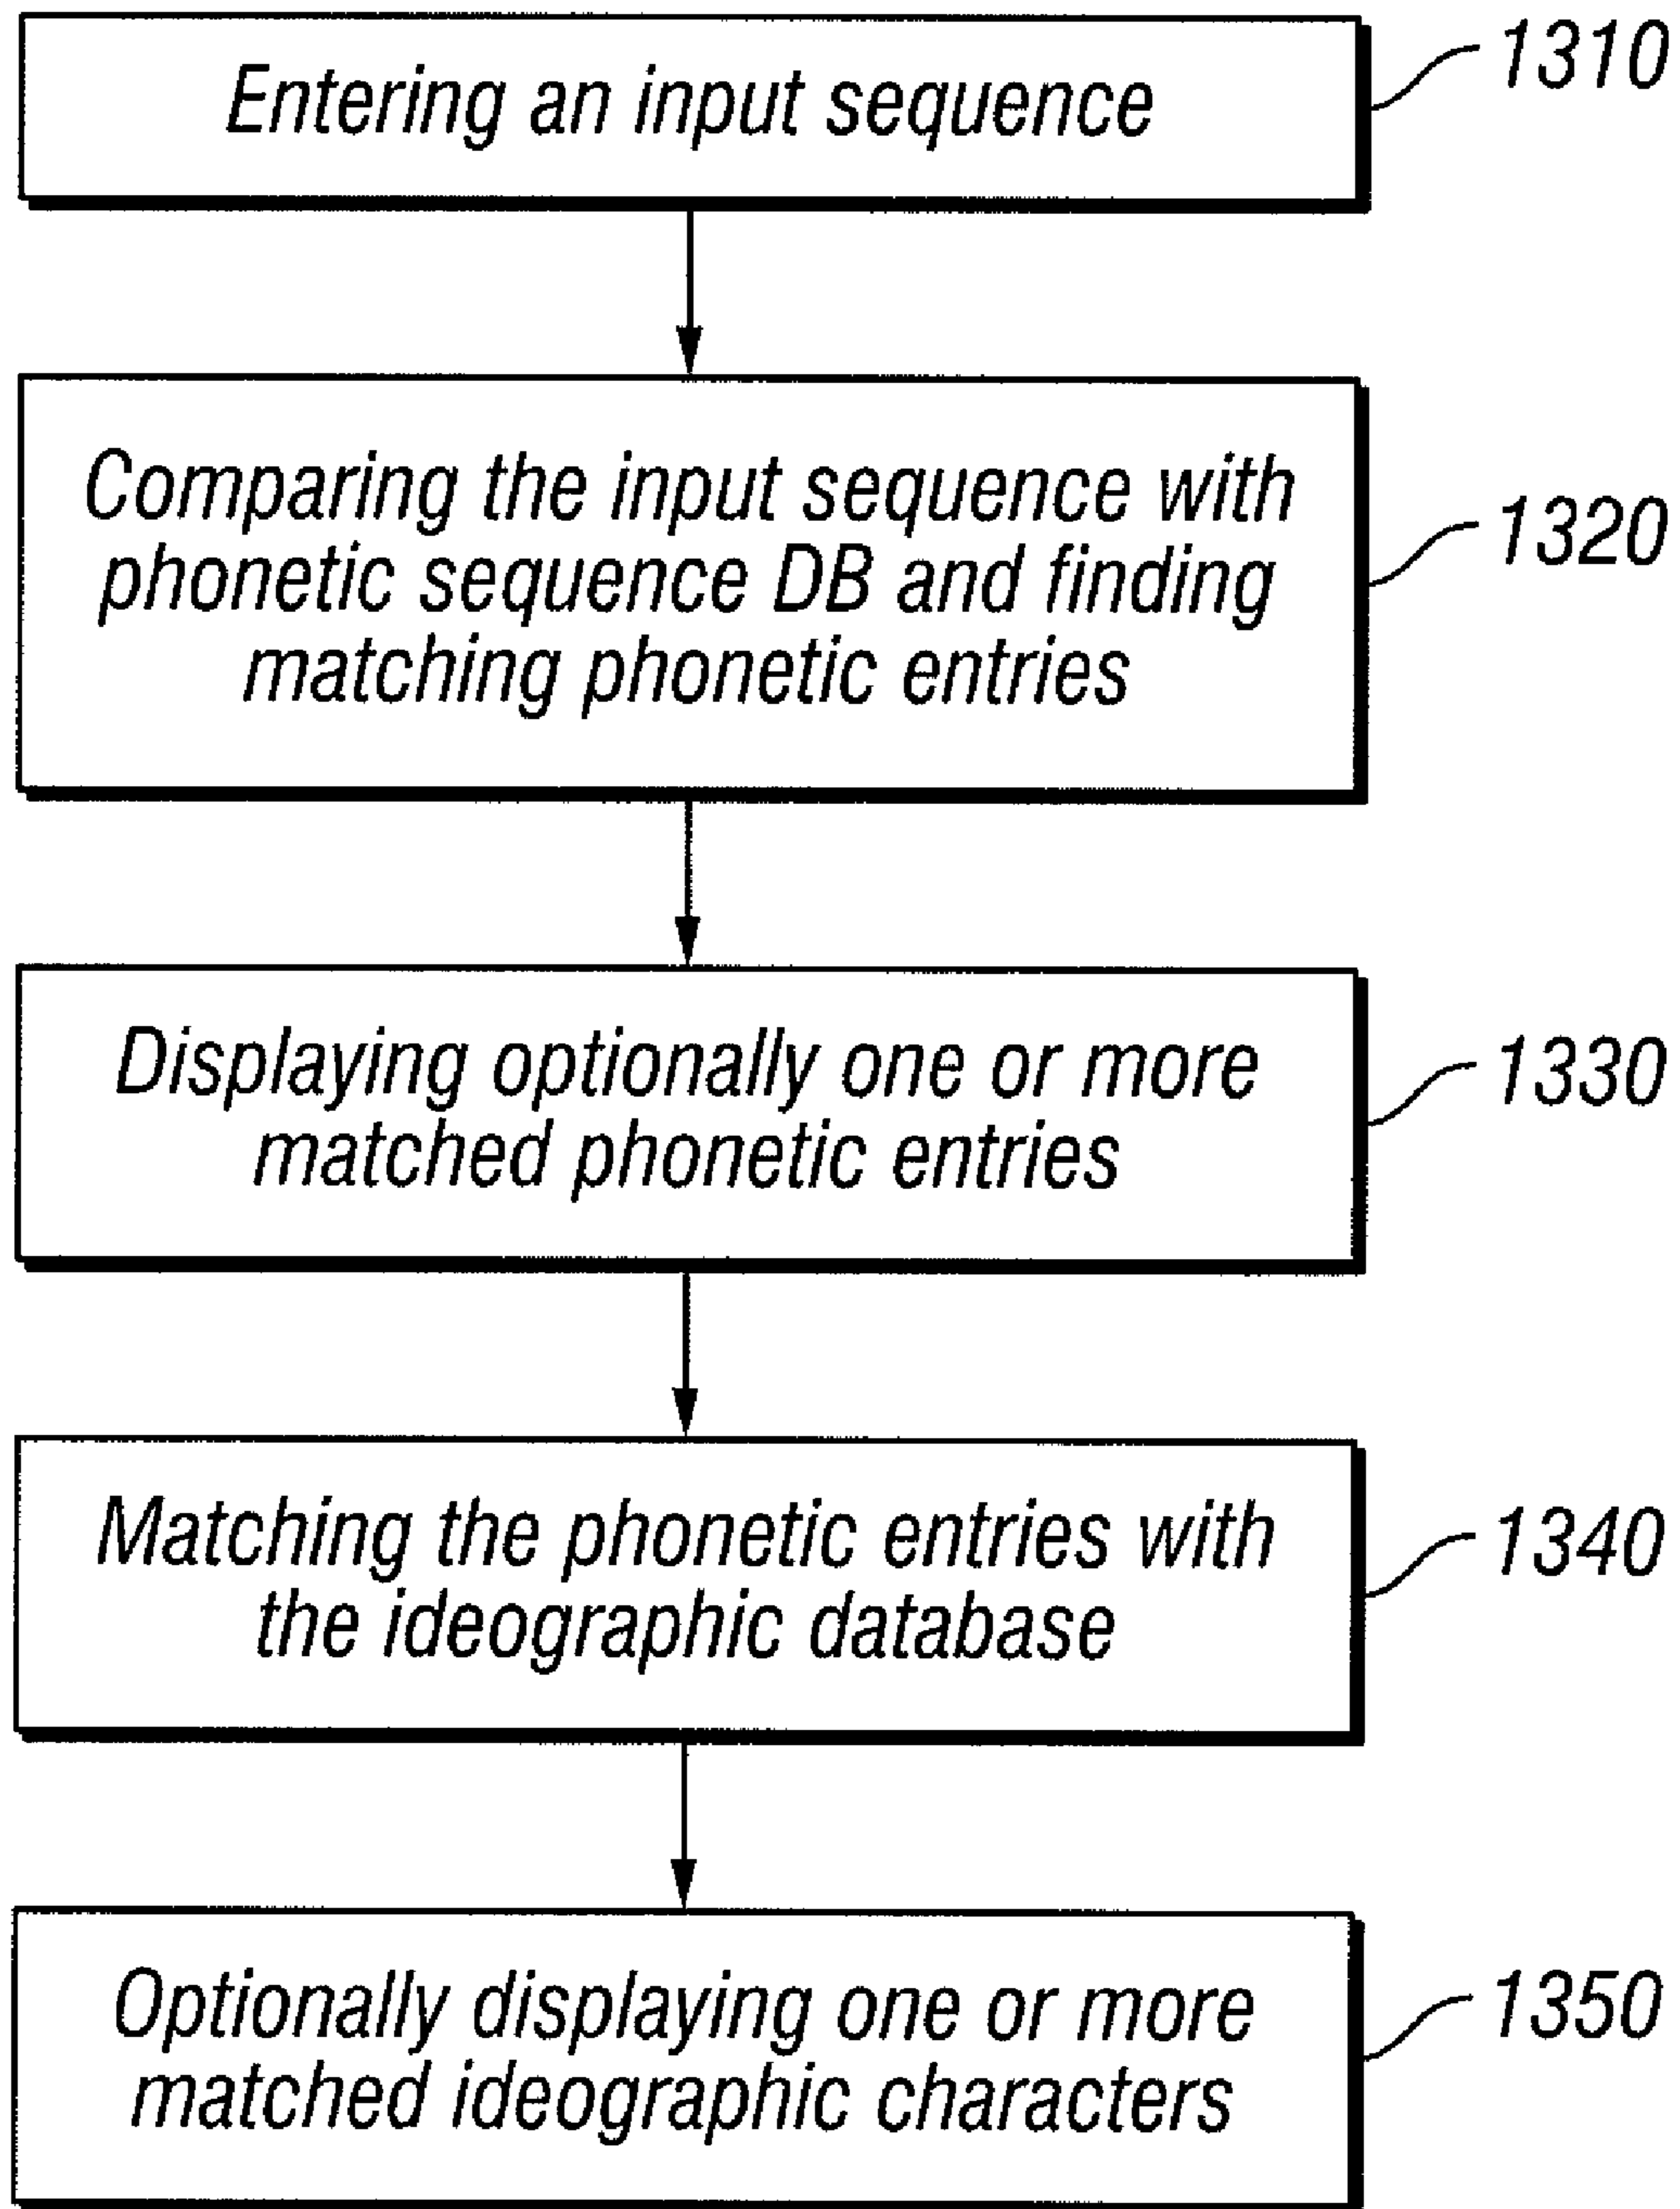 Entering an input sequence
1310
Comparing the input sequence with
phonetic sequence DB and finding
matching phonetic entries
1320
Displaying optionally one or more
matched phonetic entries
1330
Matching the phonetic entries with
the ideographic database
1340
Optionally displaying one or more
matched ideographic characters
1350